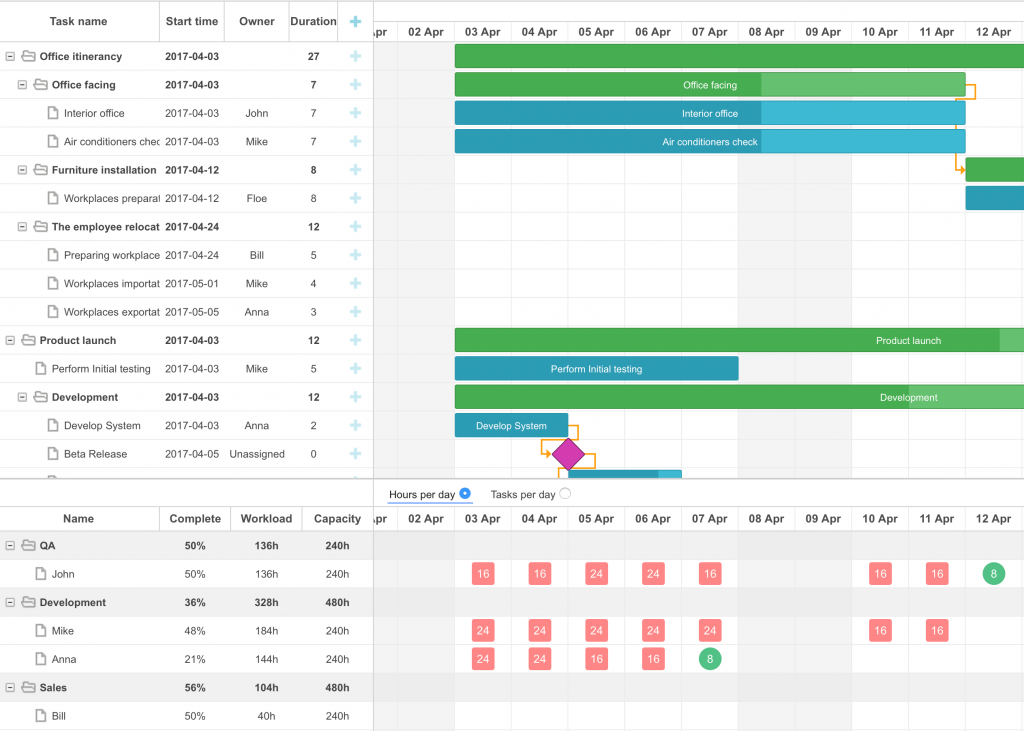 Task name Start time Owner Duration
pr 02 Apr 03 Apr 04 Apr 05 Apr 06 Apr 07 Apr 08 Apr 09 Apr 10 Apr 11 Apr 12 Apr
Office itinerancy 2017-04-03 27
Office facing 2017-04-03 7 Office facing
Interior office 2017-04-03 John 7 Interior office
Air conditioners chec 2017-04-03 Mike 7 Air conditioners check
Furniture installation 2017-04-12 8
Workplaces preparat 2017-04-12 Floe 8
The employee relocat 2017-04-24 12
Preparing workplace 2017-04-24 Bill 5
Workplaces importat 2017-05-01 Mike 4
Workplaces exportat 2017-05-05 Anna 3
Product launch 2017-04-03 12 Product launch
Perform Initial testing 2017-04-03 Mike 5 Perform Initial testing
Development 2017-04-03 12 Development
Develop System 2017-04-03 Anna 2 Develop System
Beta Release 2017-04-05 Unassigned 0
Hours per day Tasks per day
Name Complete Workload Capacity pr 02 Apr 03 Apr 04 Apr 05 Apr 06 Apr 07 Apr 08 Apr 09 Apr 10 Apr 11 Apr 12 Apr
QA 50% 136h 240h
John 50% 136h 240h 16 16 24 24 16 16 16 8
Development 36% 328h 480h
Mike 48% 184h 240h 24 24 24 24 24 16 16
Anna 21% 144h 240h 24 24 16 16 8
Sales 56% 104h 480h
Bill 50% 40h 240h